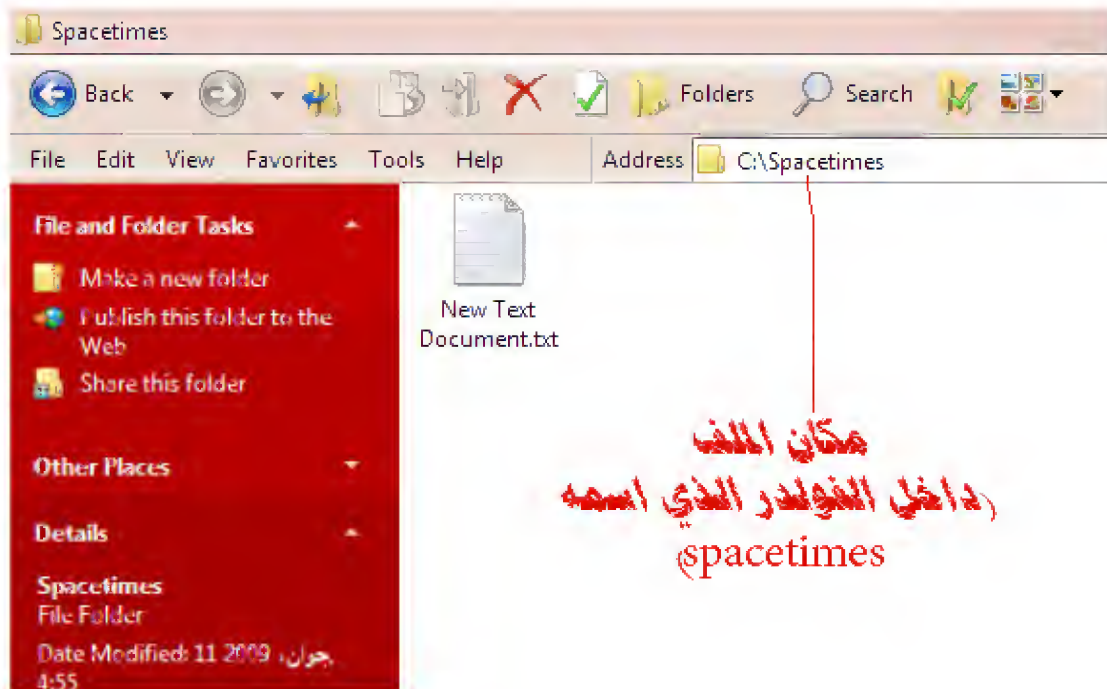 Spacetimes
Back Folders Search
File Edit View Favorites Tools Help Address C:\Spacetimes
File and Folder Tasks
Make a new folder
Publish this folder to the
Web
Share this folder
Other Places
Details
Spacetimes
File Folder
Date Modified: 11 جوان، 2009
4:55
New Text
Document.txt
مكان الملف
(داخل الفولدر الذي اسمه
spacetimes)